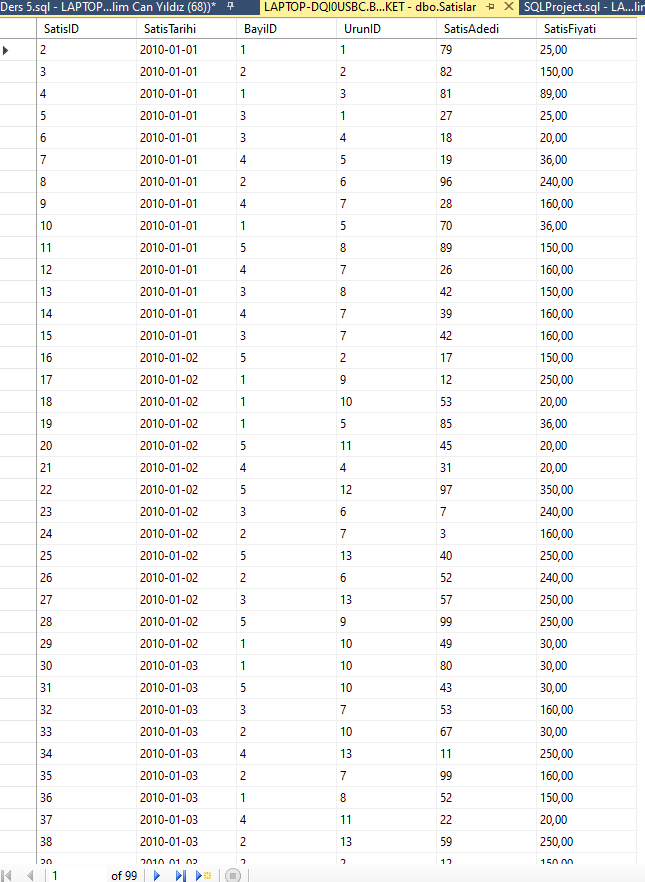 Ders 5.sql - LAPTOP...lim Can Yıldız (68))* LAPTOP-DQI0USBC.B...KET - dbo.Satislar SQLProject.sql - LA...lim
SatisID SatisTarihi BayiID UrunID SatisAdedi SatisFiyati
2 2010-01-01 1 1 79 25,00
3 2010-01-01 2 2 82 150,00
4 2010-01-01 1 3 81 89,00
5 2010-01-01 3 1 27 25,00
6 2010-01-01 3 4 18 20,00
7 2010-01-01 4 5 19 36,00
8 2010-01-01 2 6 96 240,00
9 2010-01-01 4 7 28 160,00
10 2010-01-01 1 5 70 36,00
11 2010-01-01 5 8 89 150,00
12 2010-01-01 4 7 26 160,00
13 2010-01-01 3 8 42 150,00
14 2010-01-01 4 7 39 160,00
15 2010-01-01 3 7 42 160,00
16 2010-01-02 5 2 17 150,00
17 2010-01-02 1 9 12 250,00
18 2010-01-02 1 10 53 20,00
19 2010-01-02 1 5 85 36,00
20 2010-01-02 5 11 45 20,00
21 2010-01-02 4 4 31 20,00
22 2010-01-02 5 12 97 350,00
23 2010-01-02 3 6 7 240,00
24 2010-01-02 2 7 3 160,00
25 2010-01-02 5 13 40 250,00
26 2010-01-02 2 6 52 240,00
27 2010-01-02 3 13 57 250,00
28 2010-01-02 5 9 99 250,00
29 2010-01-02 1 10 49 30,00
30 2010-01-03 1 10 80 30,00
31 2010-01-03 5 10 43 30,00
32 2010-01-03 3 7 53 160,00
33 2010-01-03 2 10 67 30,00
34 2010-01-03 4 13 11 250,00
35 2010-01-03 2 7 99 160,00
36 2010-01-03 1 8 52 150,00
37 2010-01-03 4 11 22 20,00
38 2010-01-03 2 13 59 250,00
39 2010-01-03 2 2 12 150,00
1 of 99